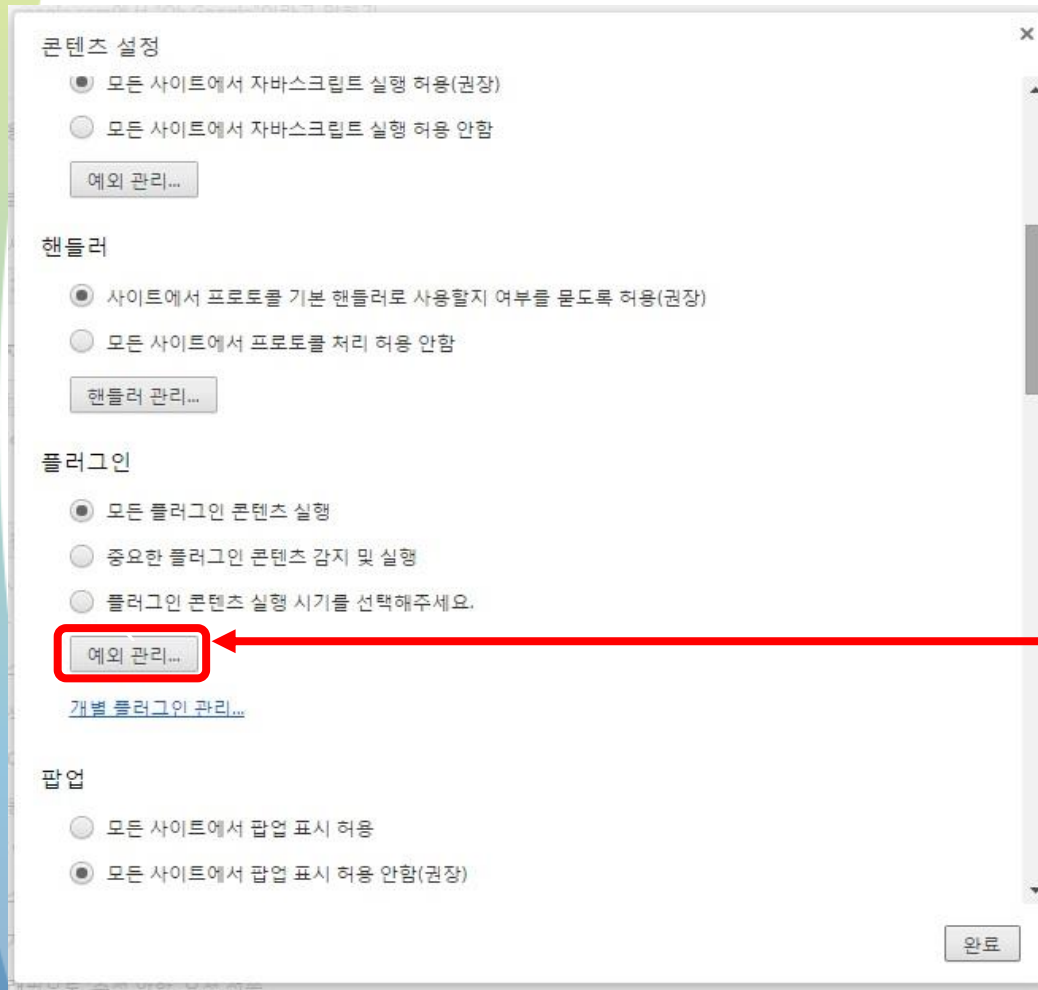 콘텐츠 설정
모든 사이트에서 자바스크립트 실행 허용(권장)
모든 사이트에서 자바스크립트 실행 허용 안함
예외 관리...
핸들러
사이트에서 프로토콜 기본 핸들러로 사용할지 여부를 묻도록 허용(권장)
모든 사이트에서 프로토콜 처리 허용 안함
핸들러 관리...
플러그인
모든 플러그인 콘텐츠 실행
중요한 플러그인 콘텐츠 감지 및 실행
플러그인 콘텐츠 실행 시기를 선택해주세요.
예외 관리...
개별 플러그인 관리...
팝업
모든 사이트에서 팝업 표시 허용
모든 사이트에서 팝업 표시 허용 안함(권장)
완료